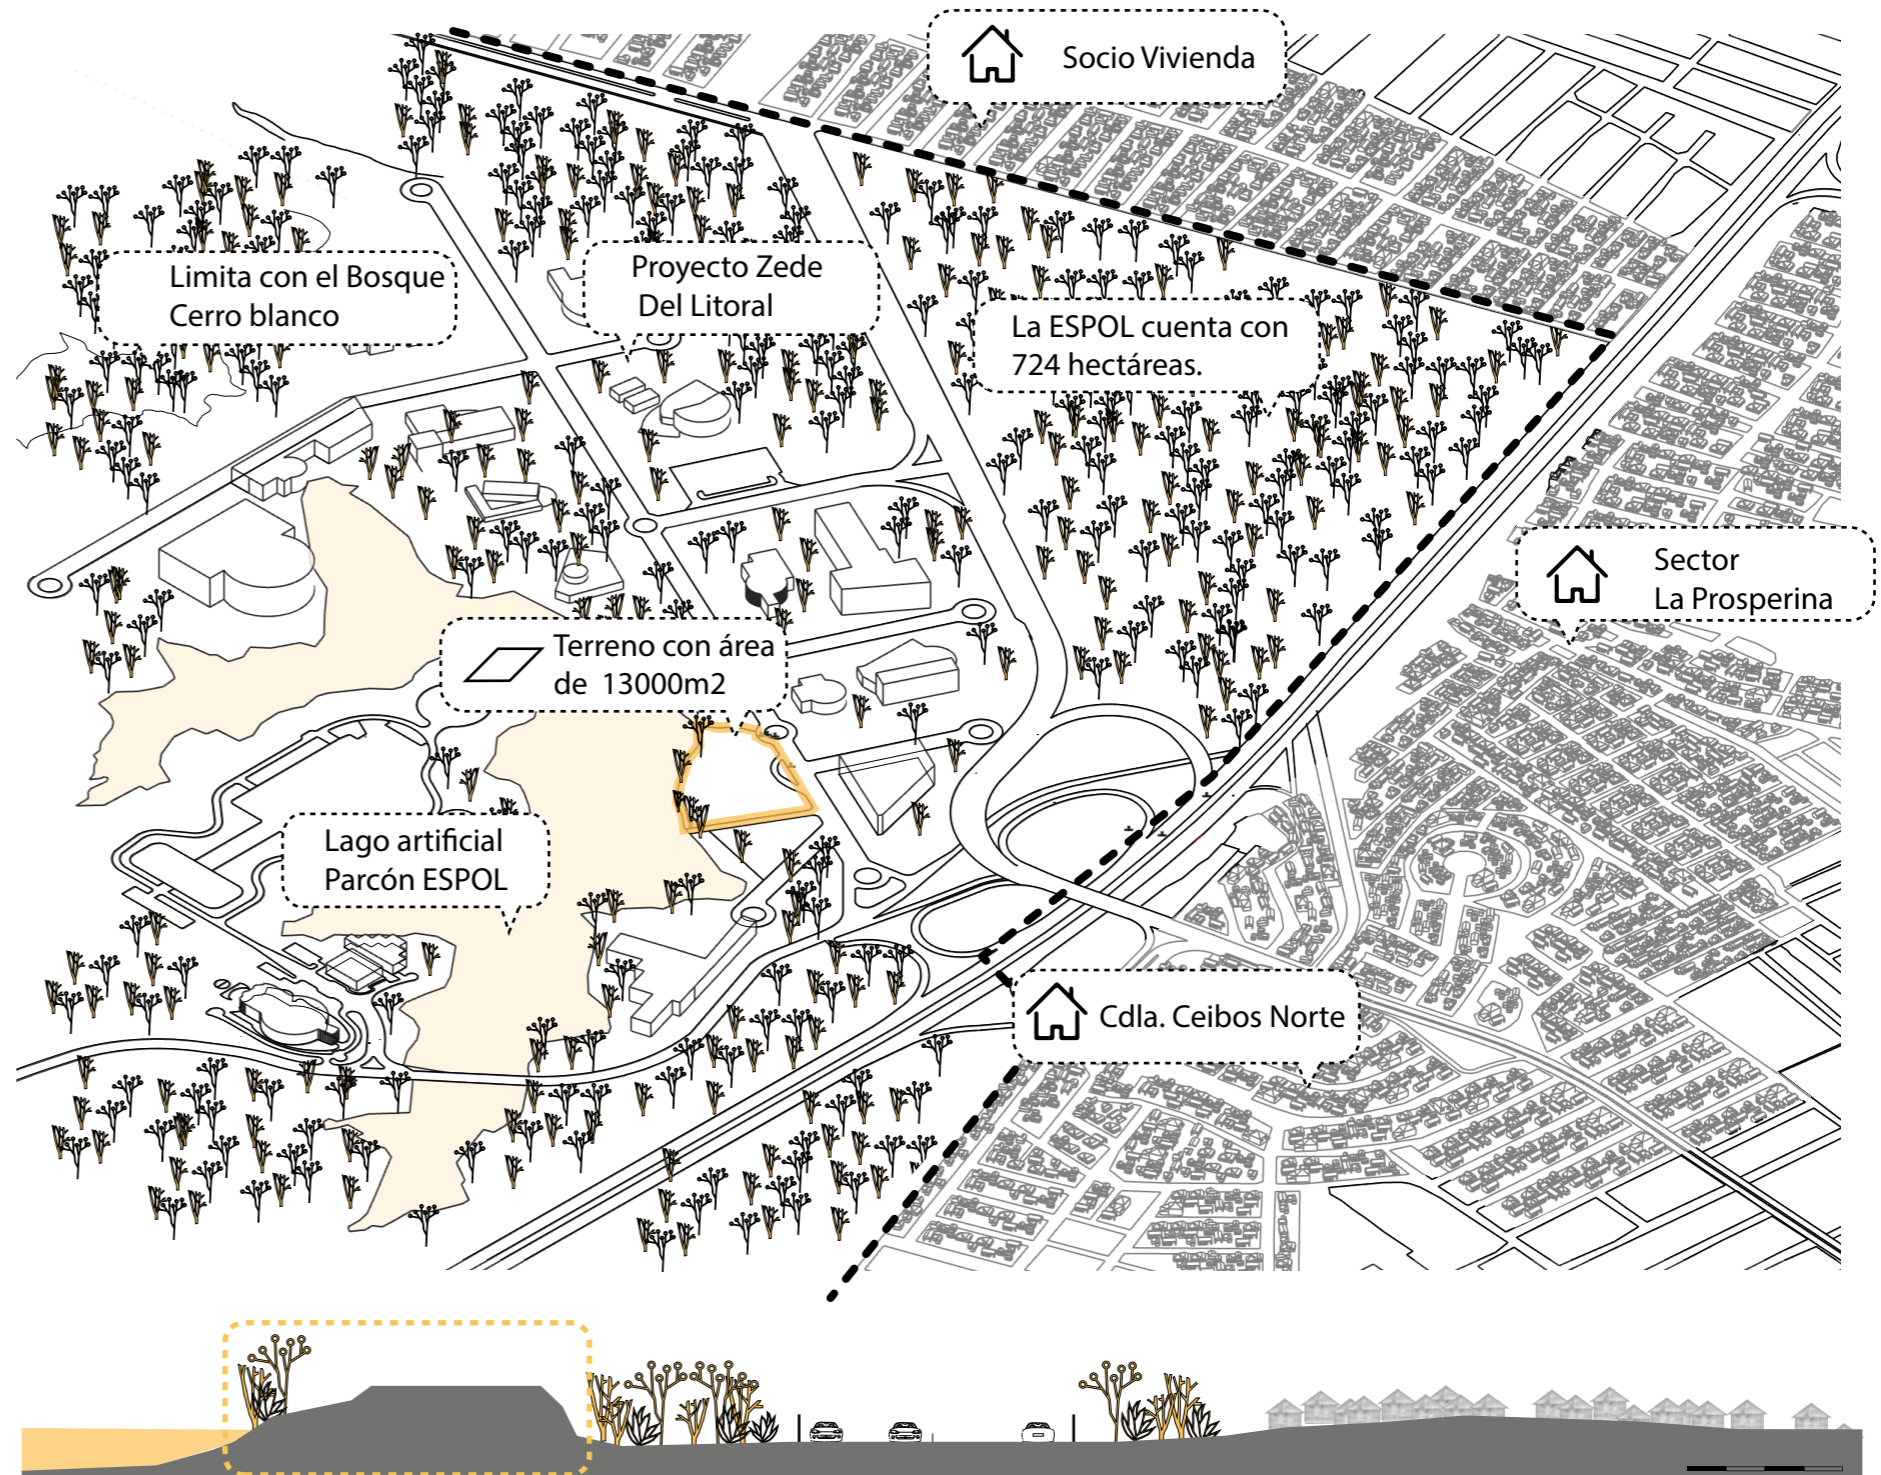 Socio Vivienda
Limita con el Bosque
Cerro blanco
Proyecto Zede
Del Litoral
La ESPOL cuenta con
724 hectáreas.
Sector
La Prosperina
Terreno con área
de 13000m2
Lago artificial
Parcón ESPOL
Cdla. Ceibos Norte